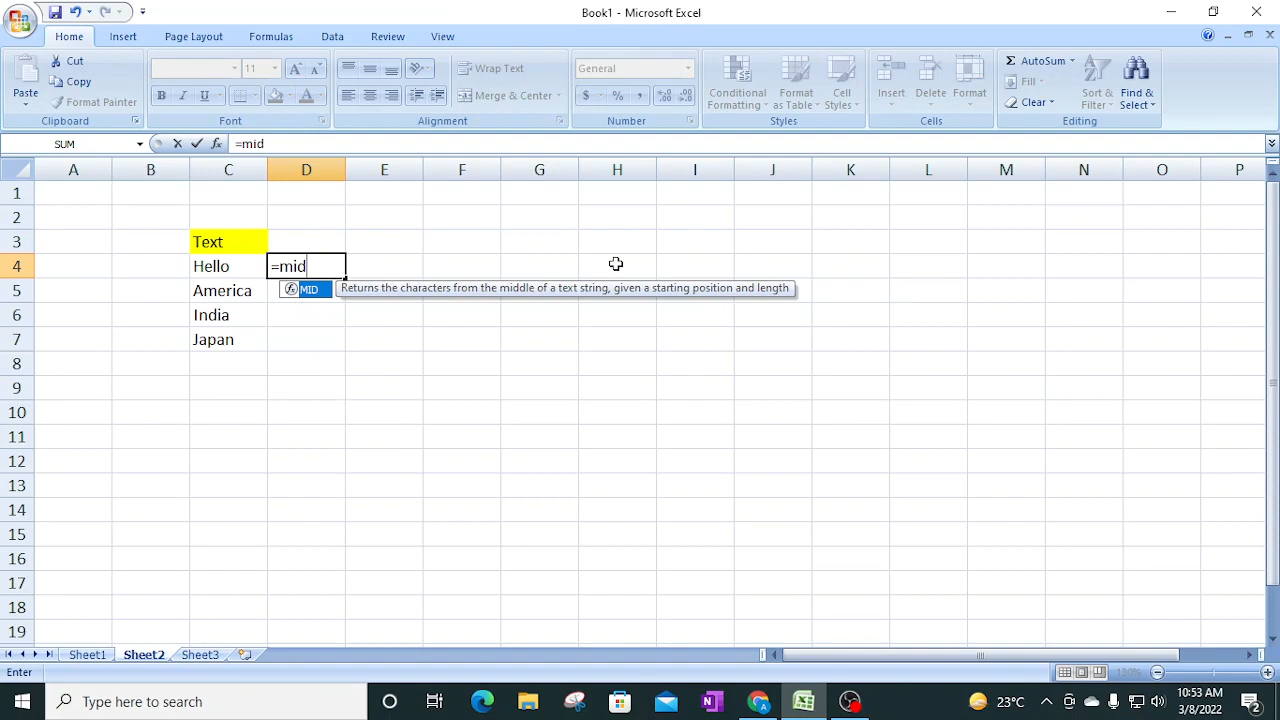 Book1 - Microsoft Excel
Home Insert Page Layout Formulas Data Review View
Paste
Cut
Copy
Format Painter
Clipboard
11
B I U A
Font
Wrap Text
Merge & Center
Alignment
General
$ % ,
Number
Conditional Formatting
Format as Table
Cell Styles
Styles
Insert
Delete
Format
Cells
Σ AutoSum
Fill
Clear
Sort & Filter
Find & Select
Editing
SUM fx =mid
A B C D E F G H I J K L M N O P
1
2
3 Text
4 Hello =mid
fx MID Returns the characters from the middle of a text string, given a starting position and length
5 America
6 India
7 Japan
8
9
10
11
12
13
14
15
16
17
18
19
Sheet1 Sheet2 Sheet3
Enter 130%
Type here to search 23°C 10:53 AM
3/8/2022 2